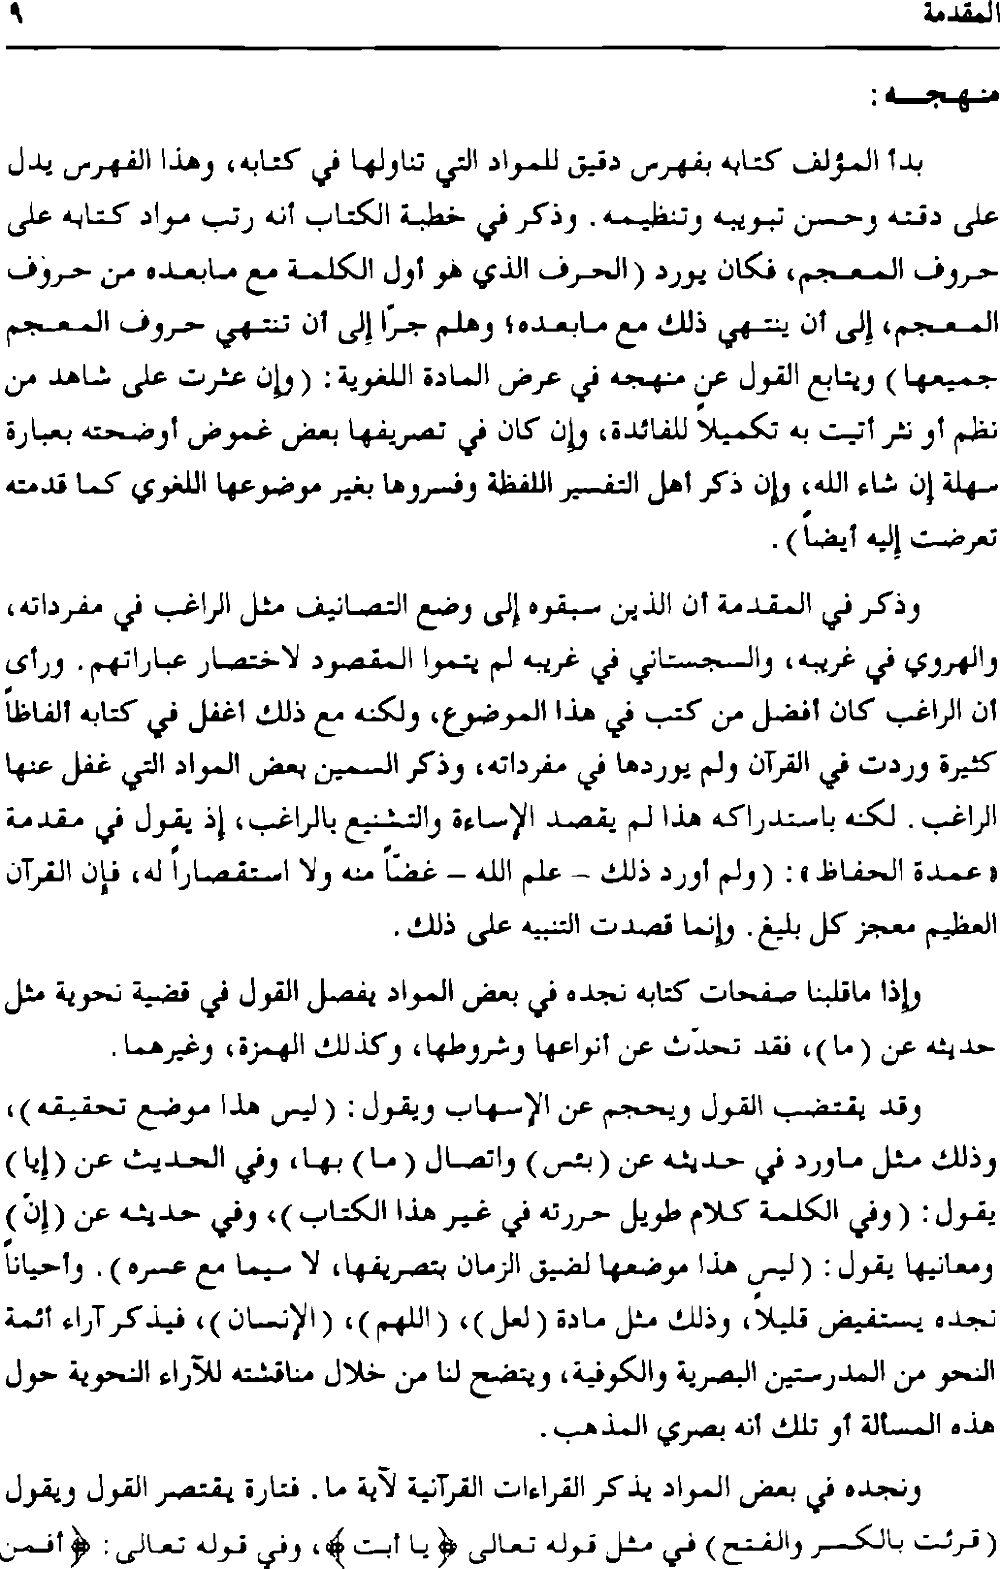 المقدمة ٩
منهجه :
بدأ المؤلف كتابه بفهرس دقيق للمواد التي تناولها في كتابه، وهذا الفهرس يدل
على دقته وحسن تبويبه وتنظيمه . وذكر في خطبة الكتاب أنه رتب مواد كتابه على
حروف المعجم، فكان يورد (الحرف الذي هو أول الكلمة مع مابعده من حروف
المعجم، إلى أن ينتهي ذلك مع مابعده؛ وهلم جرّا إلى أن تنتهي حروف المعجم
جميعها) ويتابع القول عن منهجه في عرض المادة اللغوية : (وإن عثرت على شاهد من
نظم أو نثر أتيت به تكميلاً للفائدة، وإن كان في تصريفها بعض غموض أوضحته بعبارة
سهلة إن شاء الله، وإن ذكر أهل التفسير اللفظة وفسروها بغير موضوعها اللغوي كما قدمته
تعرضت إليه أيضاً) .
وذكر في المقدمة أن الذين سبقوه إلى وضع التصانيف مثل الراغب في مفرداته،
والهروي في غريبه، والسجستاني في غريبه لم يتموا المقصود لاختصار عباراتهم . ورأى
أن الراغب كان أفضل من كتب في هذا الموضوع، ولكنه مع ذلك أغفل في كتابه ألفاظاً
كثيرة وردت في القرآن ولم يوردها في مفرداته، وذكر السمين بعض المواد التي غفل عنها
الراغب . لكنه باستدراكه هذا لم يقصد الإساءة والتشنيع بالراغب، إذ يقول في مقدمة
«عمدة الحفاظ» : (ولم أورد ذلك – علم الله – غضّاً منه ولا استقصاراً له، فإن القرآن
العظيم معجز كل بليغ . وإنما قصدت التنبيه على ذلك .
وإذا ماقلبنا صفحات كتابه نجده في بعض المواد يفصل القول في قضية نحوية مثل
حديثه عن (ما)، فقد تحدّث عن أنواعها وشروطها، وكذلك الهمزة، وغيرهما .
وقد يقتضب القول ويحجم عن الإسهاب ويقول : (ليس هذا موضع تحقيقه)،
وذلك مثل ماورد في حديثه عن (بئس) واتصال (ما) بها، وفي الحديث عن (إيا)
يقول : (وفي الكلمة كلام طويل حررته في غير هذا الكتاب)، وفي حديثه عن (إنّ)
ومعانيها يقول : (ليس هذا موضعها لضيق الزمان بتصريفها، لا سيما مع عسره) . وأحياناً
نجده يستفيض قليلاً، وذلك مثل مادة (لعل)، (اللهم)، (الإنسان)، فيذكر آراء أئمة
النحو من المدرستين البصرية والكوفية، ويتضح لنا من خلال مناقشته للآراء النحوية حول
هذه المسألة أو تلك أنه بصري المذهب .
ونجده في بعض المواد يذكر القراءات القرآنية لآية ما . فتارة يقتصر القول ويقول
(قرئت بالكسر والفتح) في مثل قوله تعالى ﴿يا أبت﴾، وفي قوله تعالى : ﴿أفمن